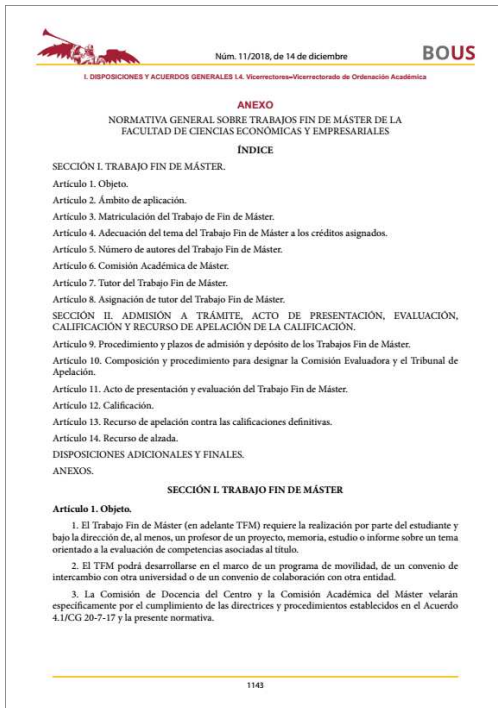 Núm. 11/2018, de 14 de diciembre
BOUS
I. DISPOSICIONES Y ACUERDOS GENERALES I.4. Vicerrectores=Vicerrectorado de Ordenación Académica
ANEXO
NORMATIVA GENERAL SOBRE TRABAJOS FIN DE MÁSTER DE LA
FACULTAD DE CIENCIAS ECONÓMICAS Y EMPRESARIALES
ÍNDICE
SECCIÓN I. TRABAJO FIN DE MÁSTER.
Artículo 1. Objeto.
Artículo 2. Ámbito de aplicación.
Artículo 3. Matriculación del Trabajo de Fin de Máster.
Artículo 4. Adecuación del tema del Trabajo Fin de Máster a los créditos asignados.
Artículo 5. Número de autores del Trabajo Fin de Máster.
Artículo 6. Comisión Académica de Máster.
Artículo 7. Tutor del Trabajo Fin de Máster.
Artículo 8. Asignación de tutor del Trabajo Fin de Máster.
SECCIÓN II. ADMISIÓN A TRÁMITE, ACTO DE PRESENTACIÓN, EVALUACIÓN,
CALIFICACIÓN Y RECURSO DE APELACIÓN DE LA CALIFICACIÓN.
Artículo 9. Procedimiento y plazos de admisión y depósito de los Trabajos Fin de Máster.
Artículo 10. Composición y procedimiento para designar la Comisión Evaluadora y el Tribunal de
Apelación.
Artículo 11. Acto de presentación y evaluación del Trabajo Fin de Máster.
Artículo 12. Calificación.
Artículo 13. Recurso de apelación contra las calificaciones definitivas.
Artículo 14. Recurso de alzada.
DISPOSICIONES ADICIONALES Y FINALES.
ANEXOS.
SECCIÓN I. TRABAJO FIN DE MÁSTER
Artículo 1. Objeto.
1. El Trabajo Fin de Máster (en adelante TFM) requiere la realización por parte del estudiante y
bajo la dirección de, al menos, un profesor de un proyecto, memoria, estudio o informe sobre un tema
orientado a la evaluación de competencias asociadas al título.
2. El TFM podrá desarrollarse en el marco de un programa de movilidad, de un convenio de
intercambio con otra universidad o de un convenio de colaboración con otra entidad.
3. La Comisión de Docencia del Centro y la Comisión Académica del Máster velarán
específicamente por el cumplimiento de las directrices y procedimientos establecidos en el Acuerdo
4.1/CG 20-7-17 y la presente normativa.
1143